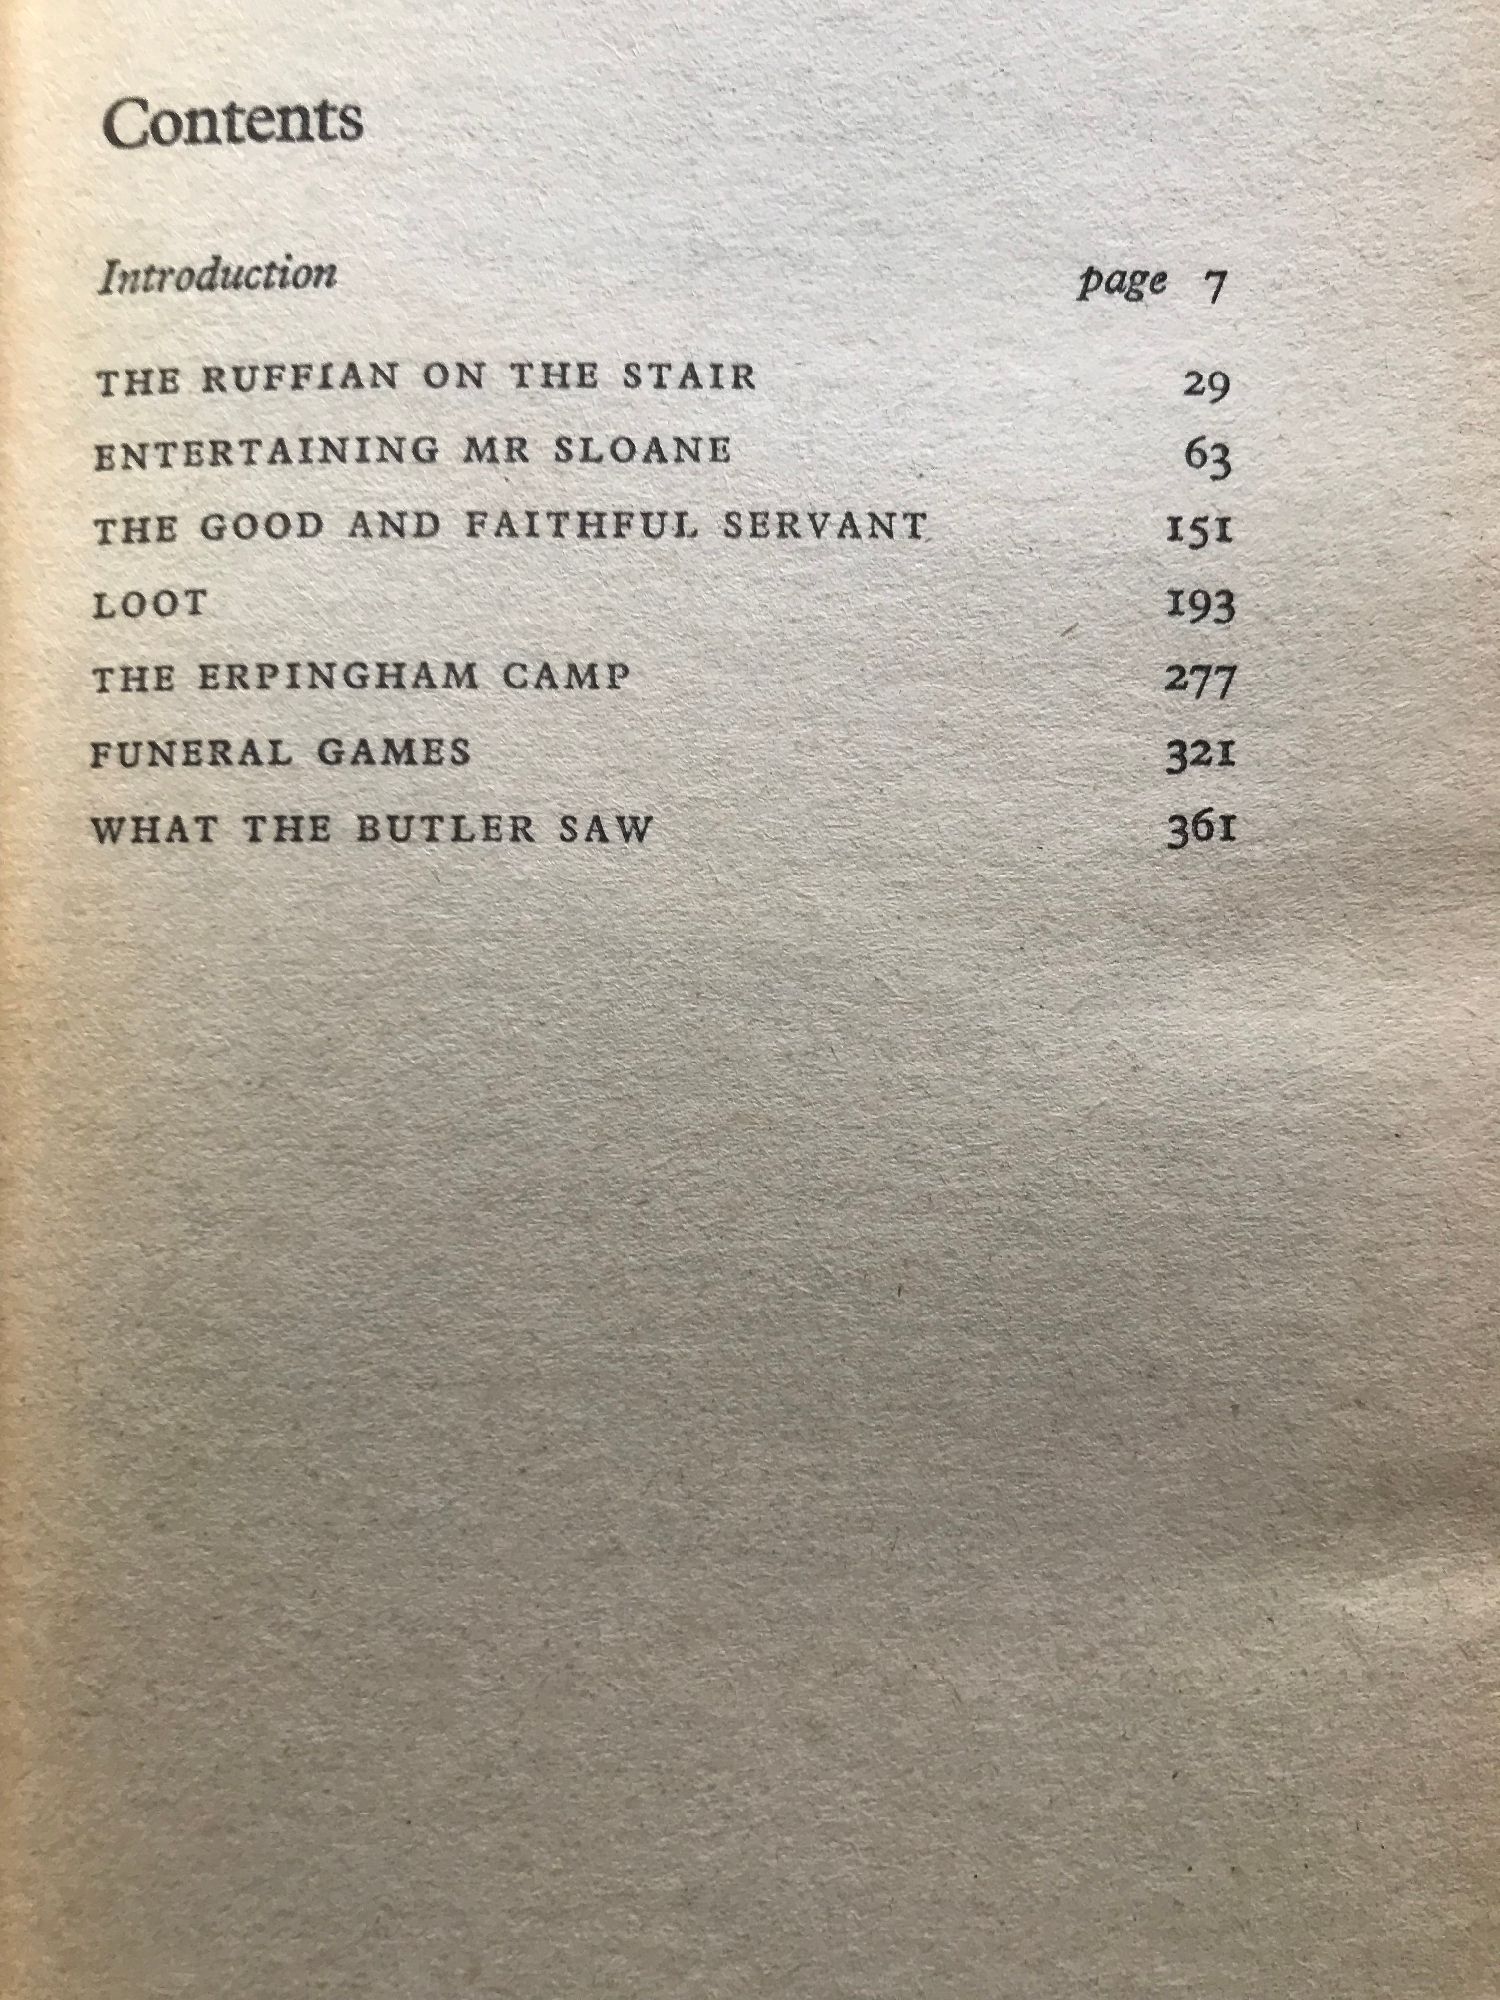 Contents
Introduction page 7
THE RUFFIAN ON THE STAIR 29
ENTERTAINING MR SLOANE 63
THE GOOD AND FAITHFUL SERVANT 151
LOOT 193
THE ERPINGHAM CAMP 277
FUNERAL GAMES 321
WHAT THE BUTLER SAW 361